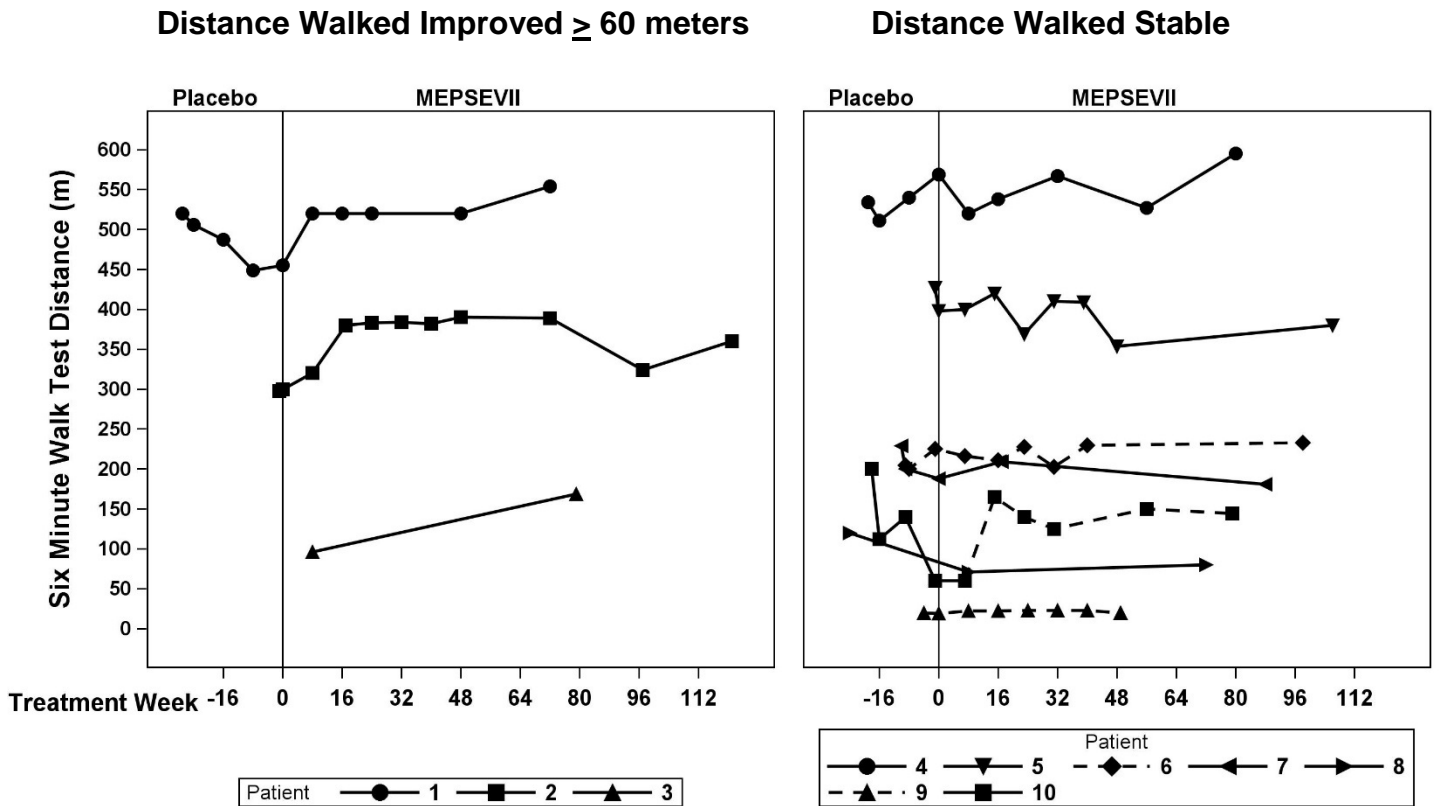 Distance Walked Improved ≥ 60 meters
Distance Walked Stable
Placebo MEPSEVII
Placebo MEPSEVII
Six Minute Walk Test Distance (m)
600
550
500
450
400
350
300
250
200
150
100
50
0
Treatment Week -16 0 16 32 48 64 80 96 112
-16 0 16 32 48 64 80 96 112
Patient 1 2 3
Patient
4 5 6 7 8
9 10